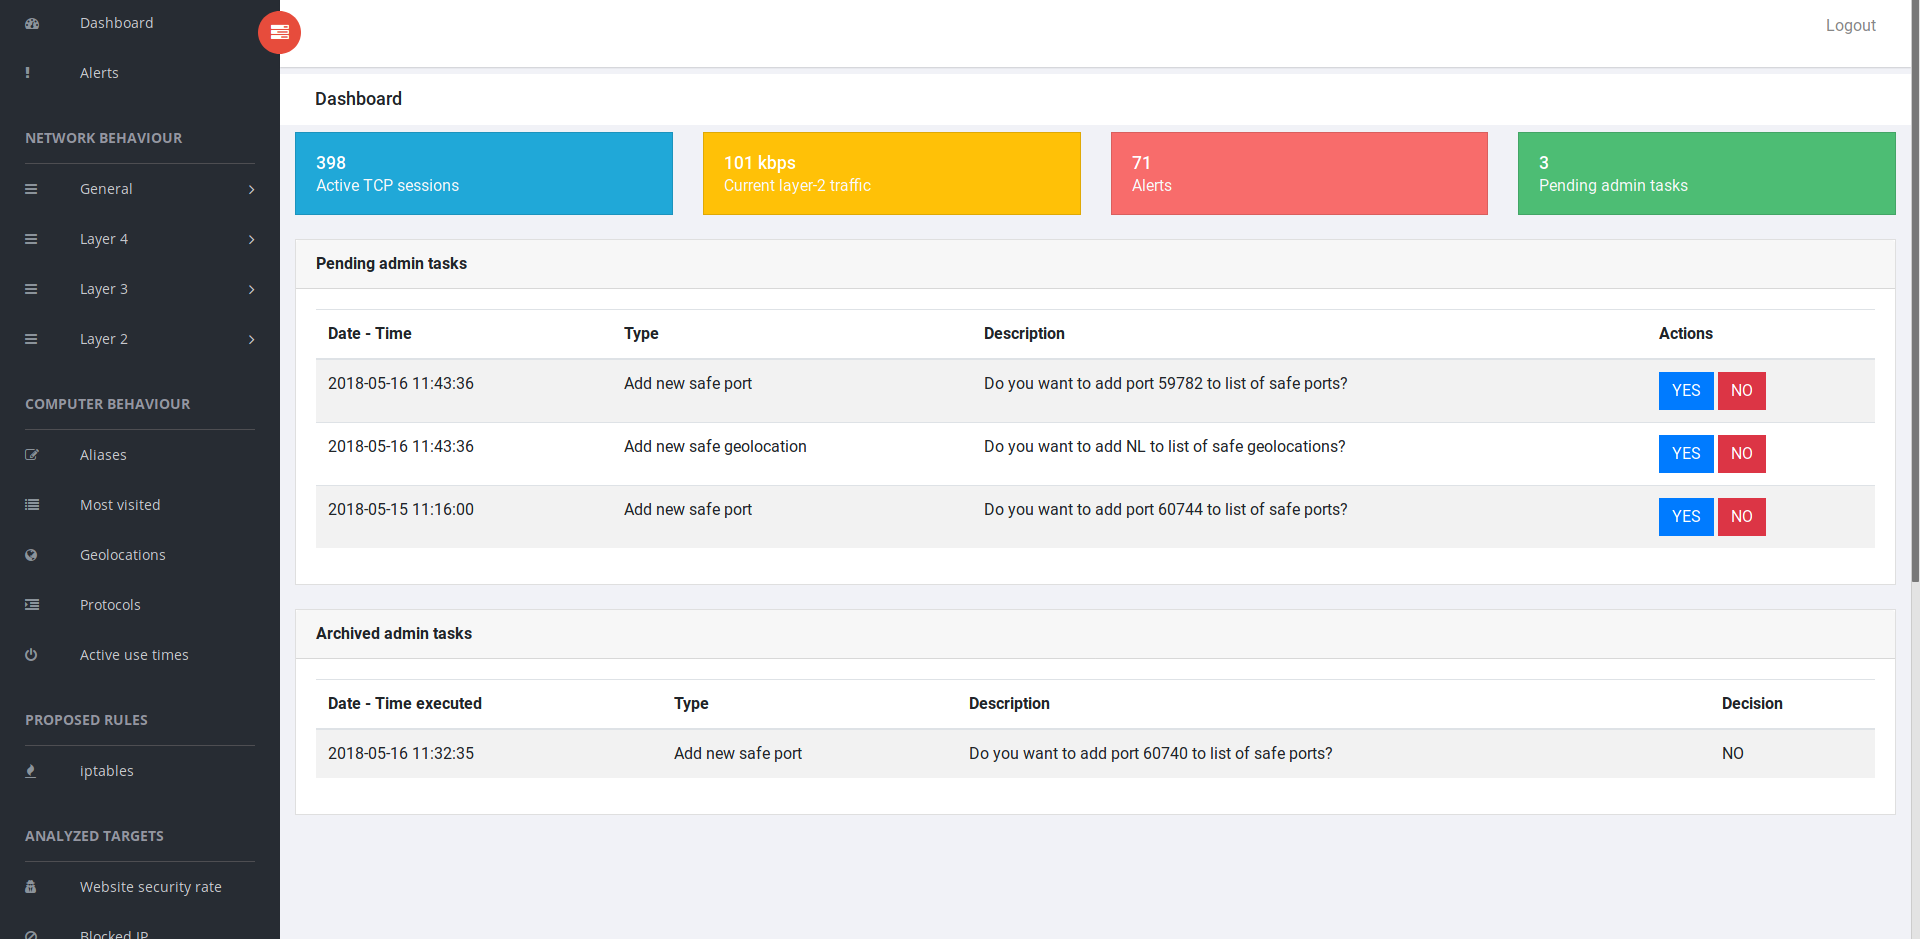 Dashboard
Alerts
NETWORK BEHAVIOUR
General
Layer 4
Layer 3
Layer 2
COMPUTER BEHAVIOUR
Aliases
Most visited
Geolocations
Protocols
Active use times
PROPOSED RULES
iptables
ANALYZED TARGETS
Website security rate
Blocked IP
Logout
Dashboard
398
Active TCP sessions
101 kbps
Current layer-2 traffic
71
Alerts
3
Pending admin tasks
Pending admin tasks
Date - Time Type Description Actions
2018-05-16 11:43:36 Add new safe port Do you want to add port 59782 to list of safe ports? YES NO
2018-05-16 11:43:36 Add new safe geolocation Do you want to add NL to list of safe geolocations? YES NO
2018-05-15 11:16:00 Add new safe port Do you want to add port 60744 to list of safe ports? YES NO
Archived admin tasks
Date - Time executed Type Description Decision
2018-05-16 11:32:35 Add new safe port Do you want to add port 60740 to list of safe ports? NO